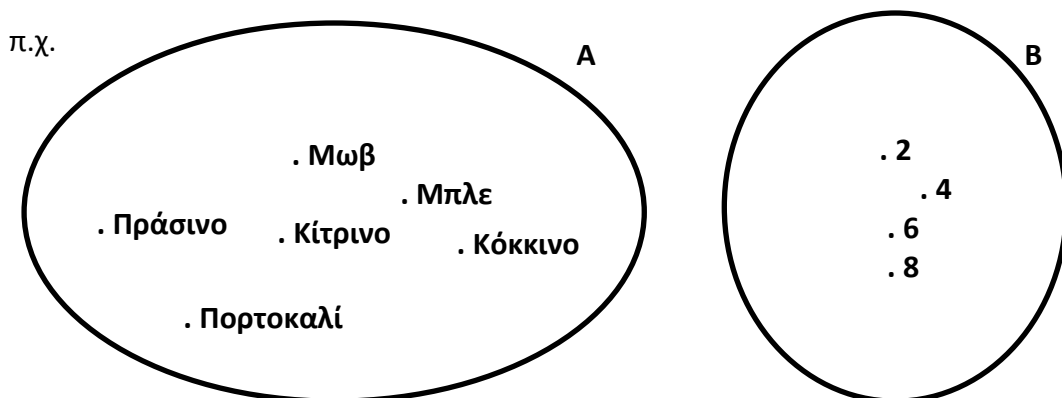 π.χ.
A
B
. Μωβ
. 2
. Μπλε
. 4
. Πράσινο
. Κίτρινο
. Κόκκινο
. 6
. 8
. Πορτοκαλί